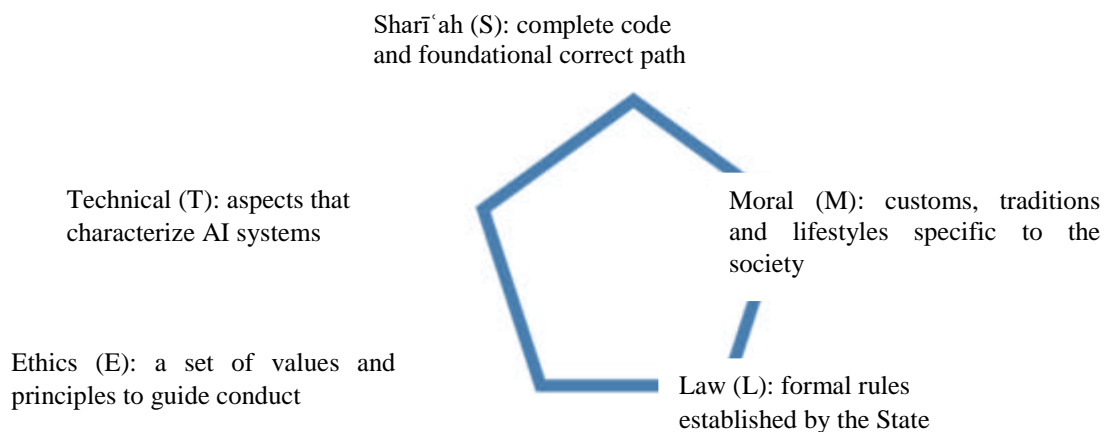 Sharīʿah (S): complete code
and foundational correct path
Technical (T): aspects that
characterize AI systems
Moral (M): customs, traditions
and lifestyles specific to the
society
Ethics (E): a set of values and
principles to guide conduct
Law (L): formal rules
established by the State